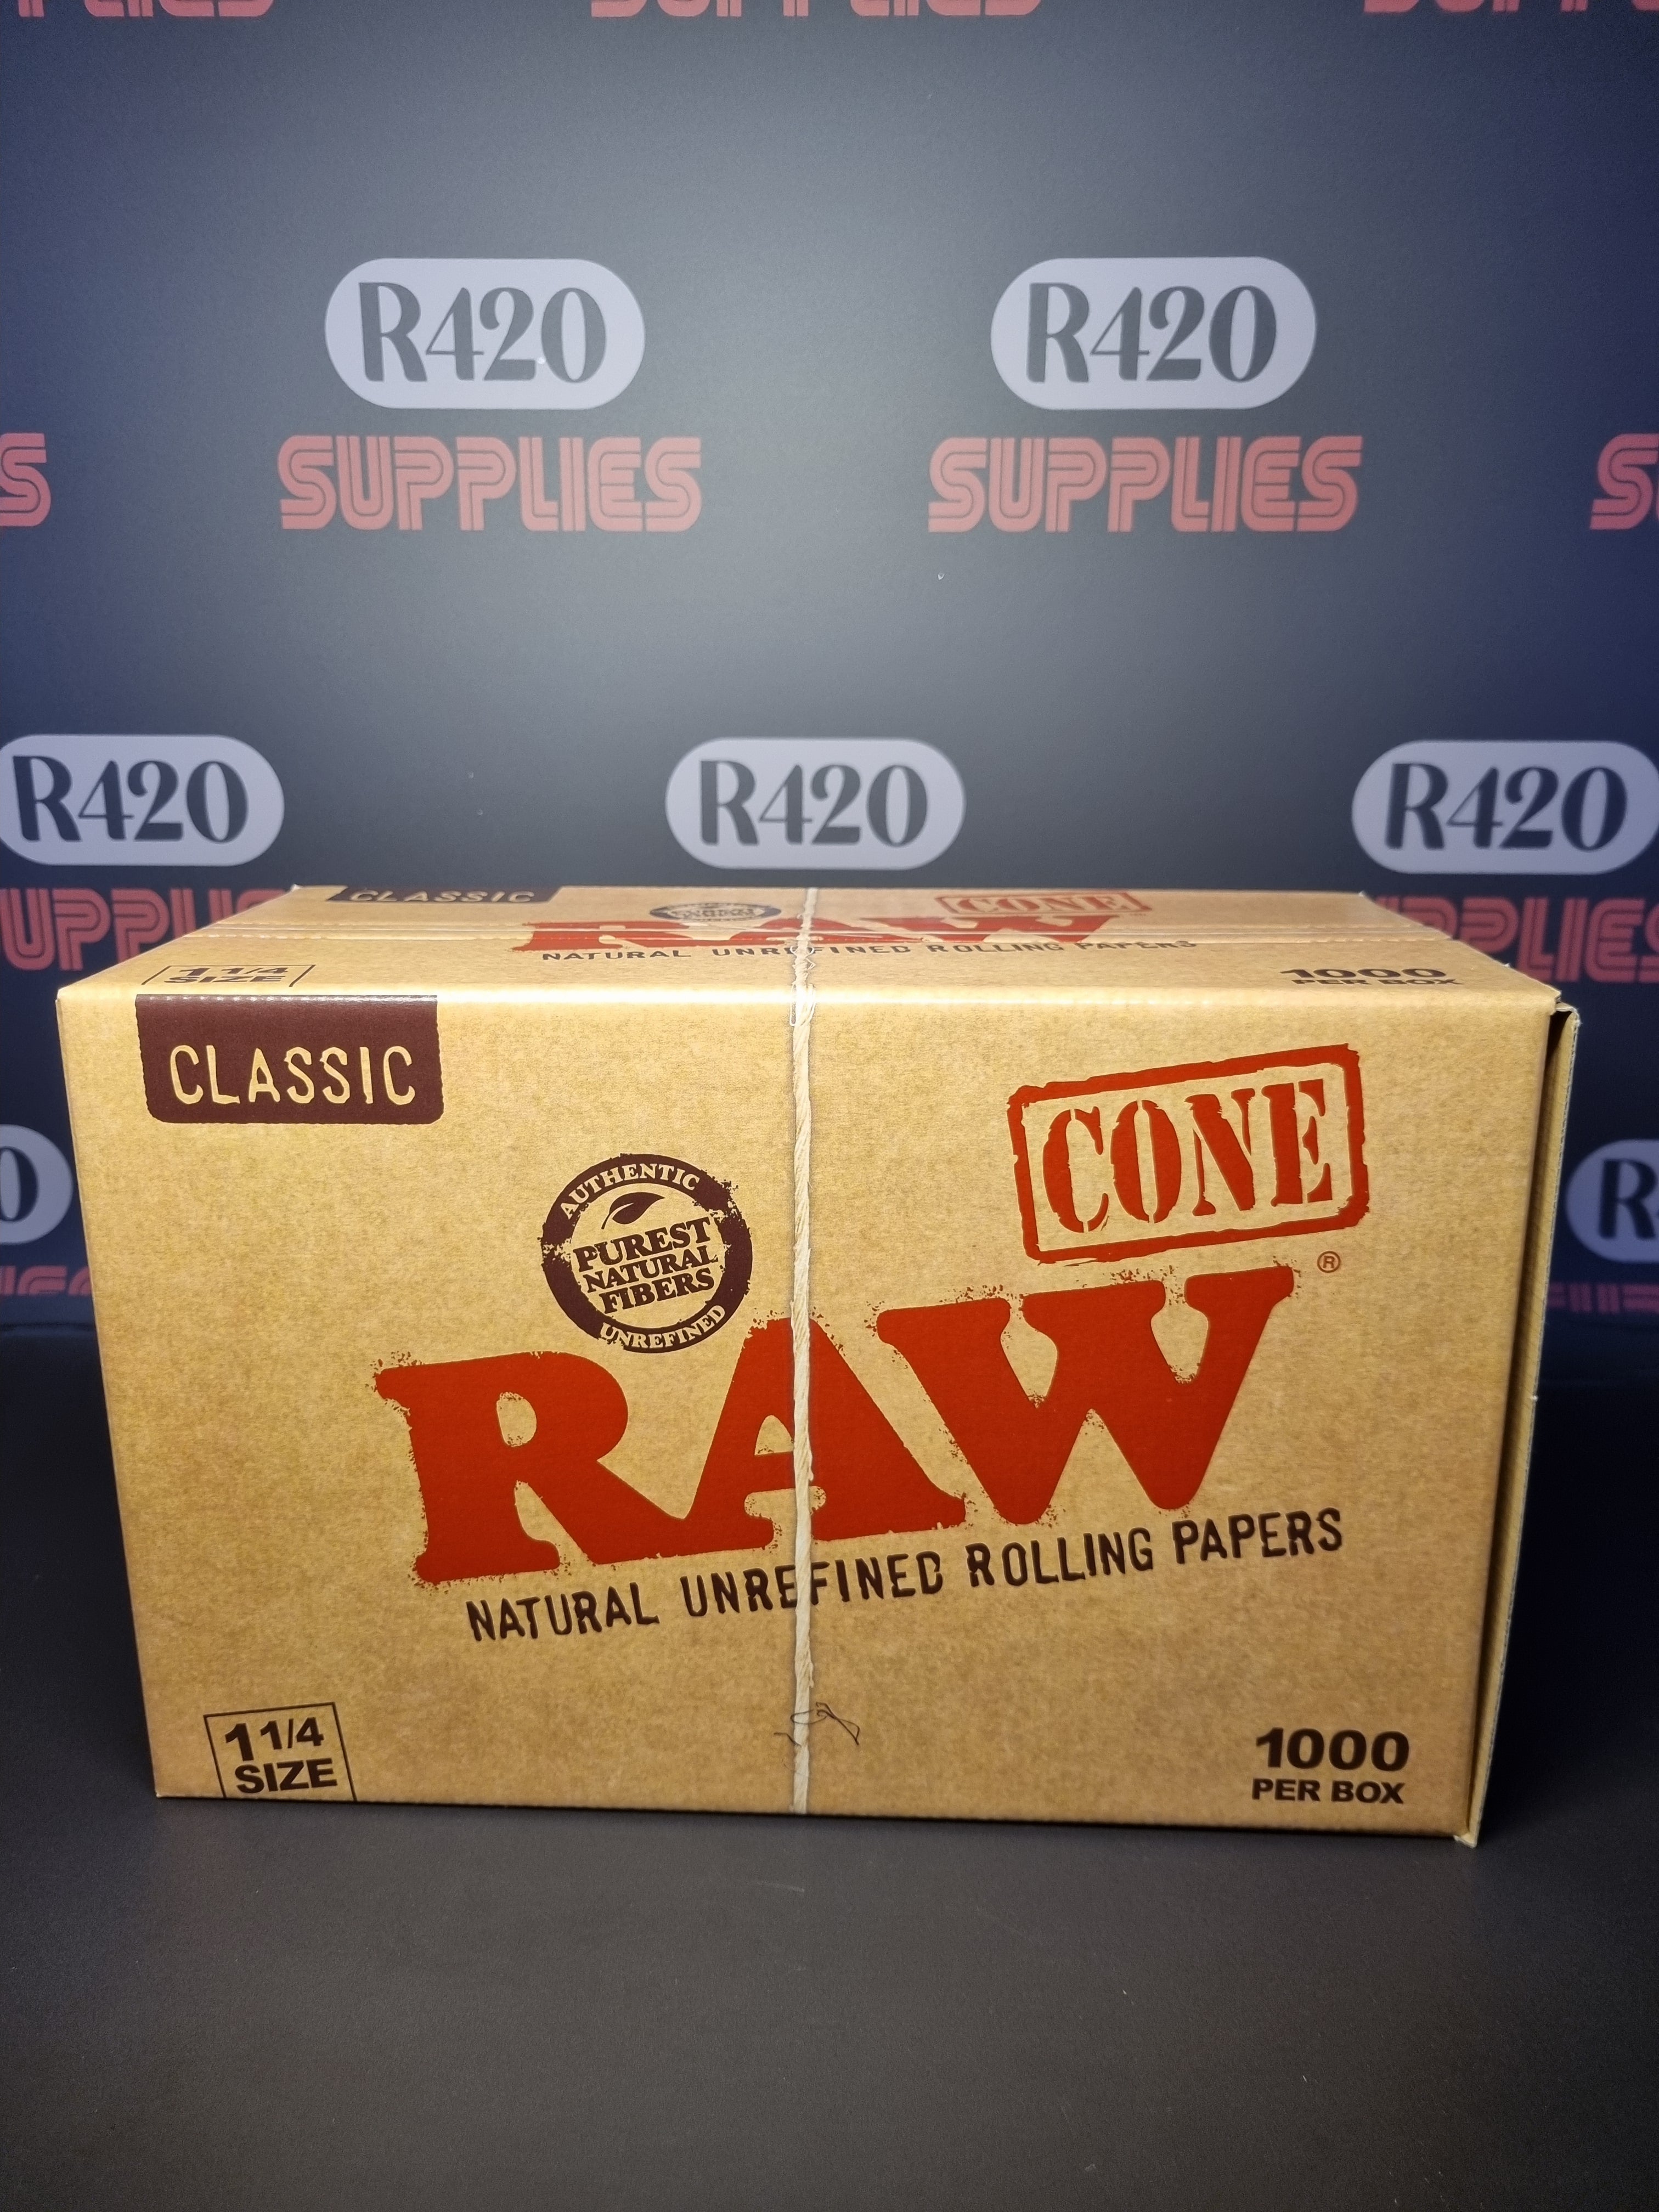 R420
R420
SUPPLIES
SUPPLIES
R420
R420
R420
CLASSIC
CONE
RAW
NATURAL UNREFINED ROLLING PAPERS
1 1/4
SIZE
1000
PER BOX
CLASSIC
CONE
AUTHENTIC
PUREST
NATURAL
FIBERS
UNREFINED
RAW®
NATURAL UNREFINED ROLLING PAPERS
1 1/4
SIZE
1000
PER BOX